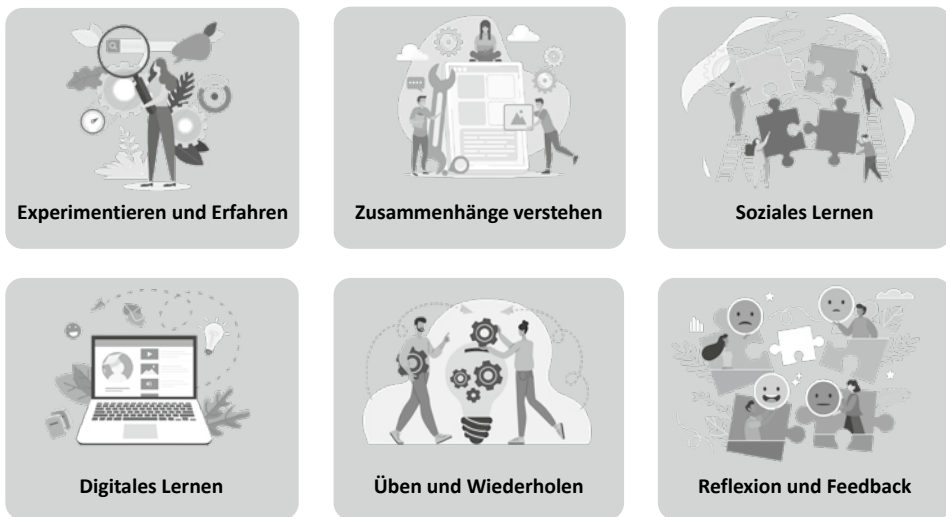 Experimentieren und Erfahren
Zusammenhänge verstehen
Soziales Lernen
Digitales Lernen
Üben und Wiederholen
Reflexion und Feedback